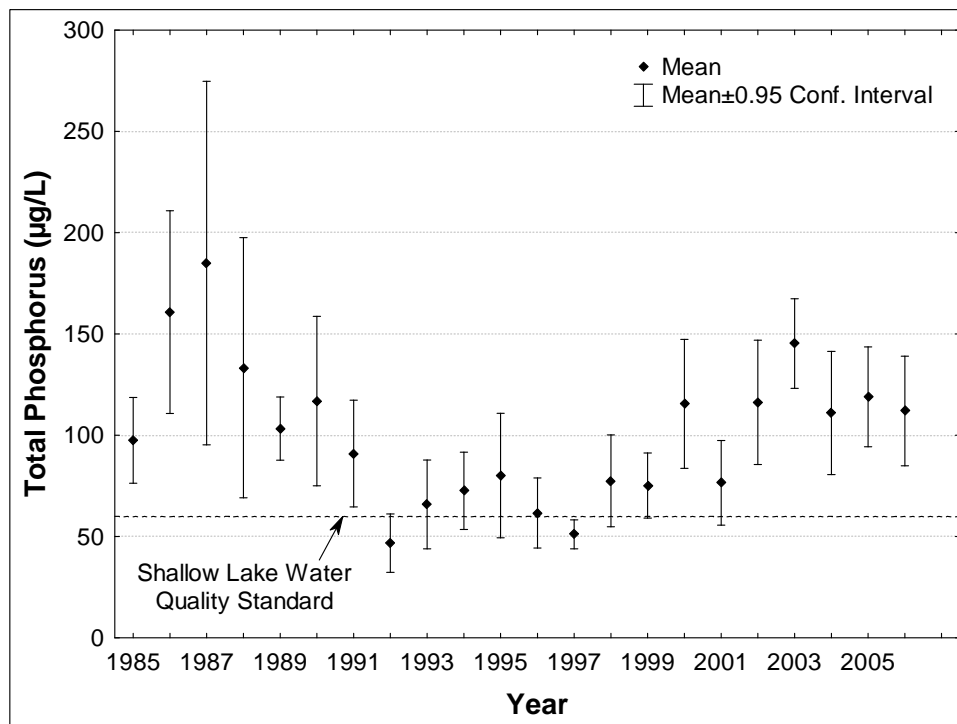 300
250
200
150
100
50
0
Total Phosphorus (µg/L)
Mean
Mean±0.95 Conf. Interval
Shallow Lake Water
Quality Standard
1985 1987 1989 1991 1993 1995 1997 1999 2001 2003 2005
Year